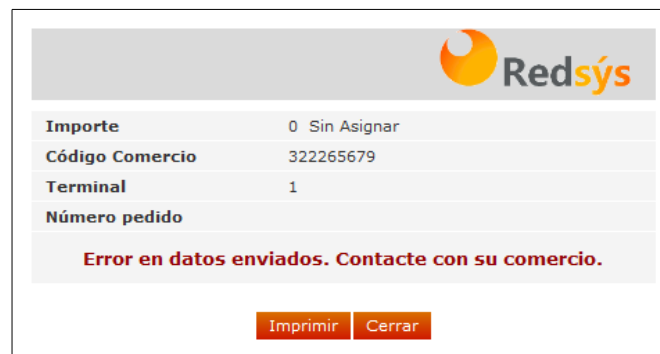 Redsýs
Importe 0 Sin Asignar
Código Comercio 322265679
Terminal 1
Número pedido
Error en datos enviados. Contacte con su comercio.
Imprimir Cerrar